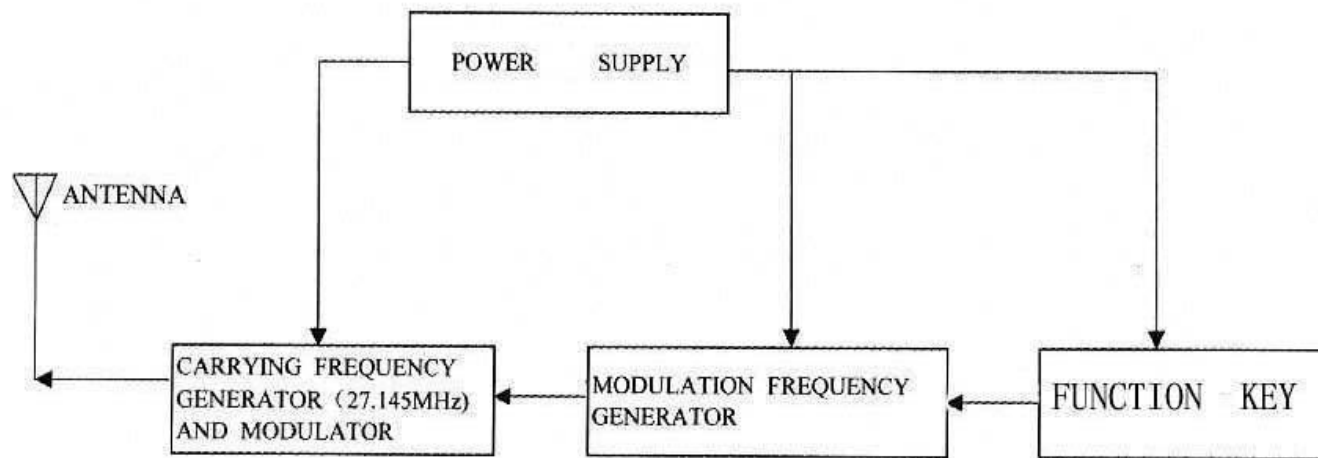 POWER SUPPLY
ANTENNA
CARRYING FREQUENCY
GENERATOR (27.145MHz)
AND MODULATOR
MODULATION FREQUENCY
GENERATOR
FUNCTION KEY